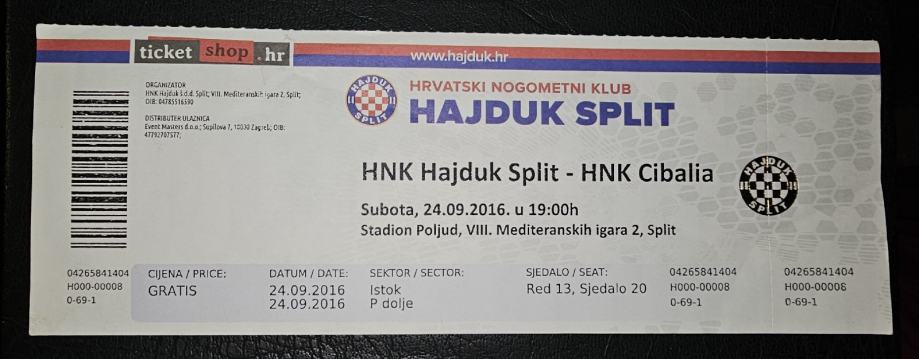 ticket shop .hr
www.hajduk.hr
ORGANIZATOR
HNK Hajduk š.d.d. Split; VIII. Mediteranskih igara 2, Split;
OIB: 04785516590
DISTRIBUTER ULAZNICA
Event Masters d.o.o.; Supilova 7, 10030 Zagreb; OIB:
47792707577;
HAJDUK
SPLIT
HRVATSKI NOGOMETNI KLUB
HAJDUK SPLIT
HNK Hajduk Split - HNK Cibalia
HAJDUK
SPLIT
Subota, 24.09.2016. u 19:00h
Stadion Poljud, VIII. Mediteranskih igara 2, Split
04265841404
H000-00008
0-69-1
CIJENA / PRICE:
GRATIS
DATUM / DATE:
24.09.2016
24.09.2016
SEKTOR / SECTOR:
Istok
P dolje
SJEDALO / SEAT:
Red 13, Sjedalo 20
04265841404
H000-00008
0-69-1
04265841404
H000-00008
0-69-1